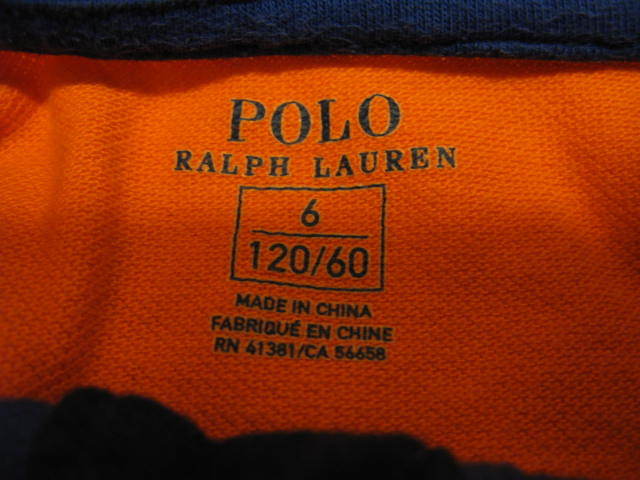 POLO
RALPH LAUREN
6
120/60
MADE IN CHINA
FABRIQUÉ EN CHINE
RN 41381/CA 56658